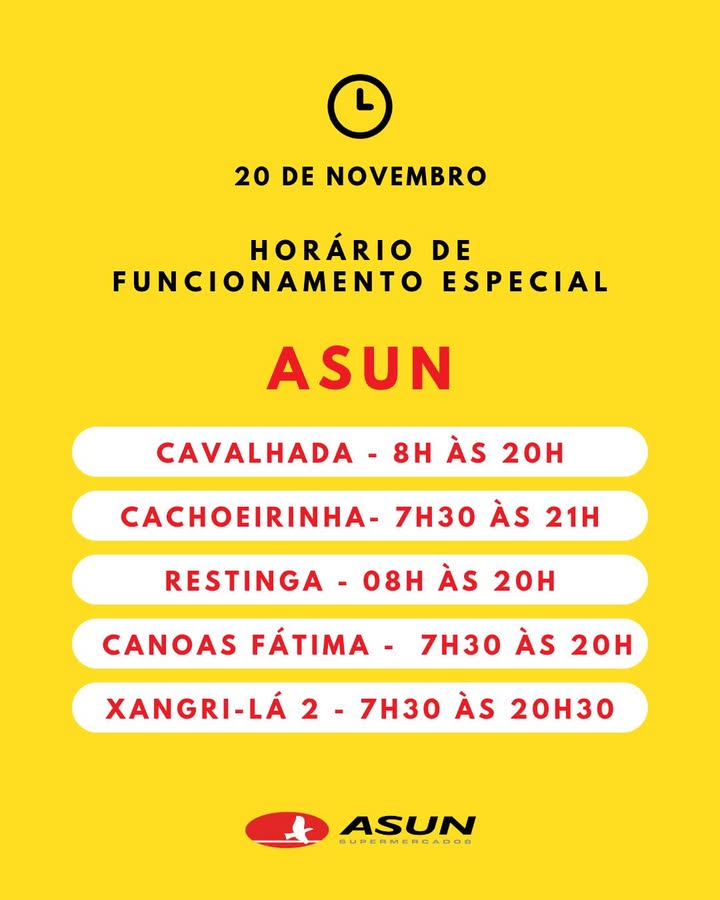 20 DE NOVEMBRO
HORÁRIO DE
FUNCIONAMENTO ESPECIAL
ASUN
CAVALHADA - 8H ÀS 20H
CACHOEIRINHA- 7H30 ÀS 21H
RESTINGA - 08H ÀS 20H
CANOAS FÁTIMA -  7H30 ÀS 20H
XANGRI-LÁ 2 - 7H30 ÀS 20H30
ASUN
SUPERMERCADOS